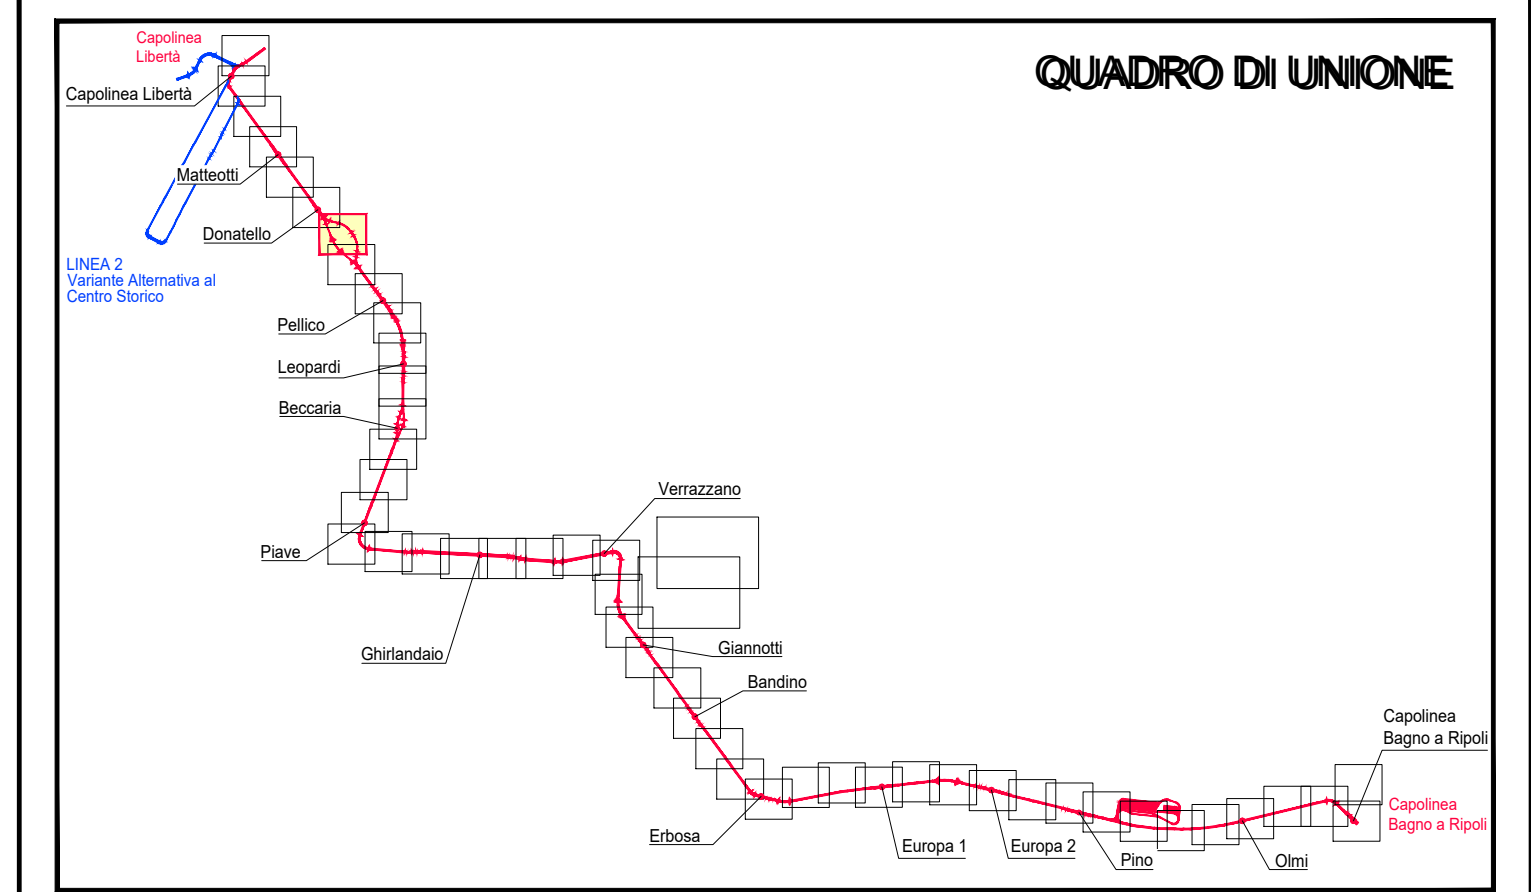 QUADRO DI UNIONE
Capolinea
Libertà
Capolinea Libertà
Matteotti
Donatello
LINEA 2
Variante Alternativa al
Centro Storico
Pellico
Leopardi
Beccaria
Verrazzano
Piave
Ghirlandaio
Giannotti
Bandino
Capolinea
Bagno a Ripoli
Capolinea
Bagno a Ripoli
Erbosa
Europa 1
Europa 2
Pino
Olmi